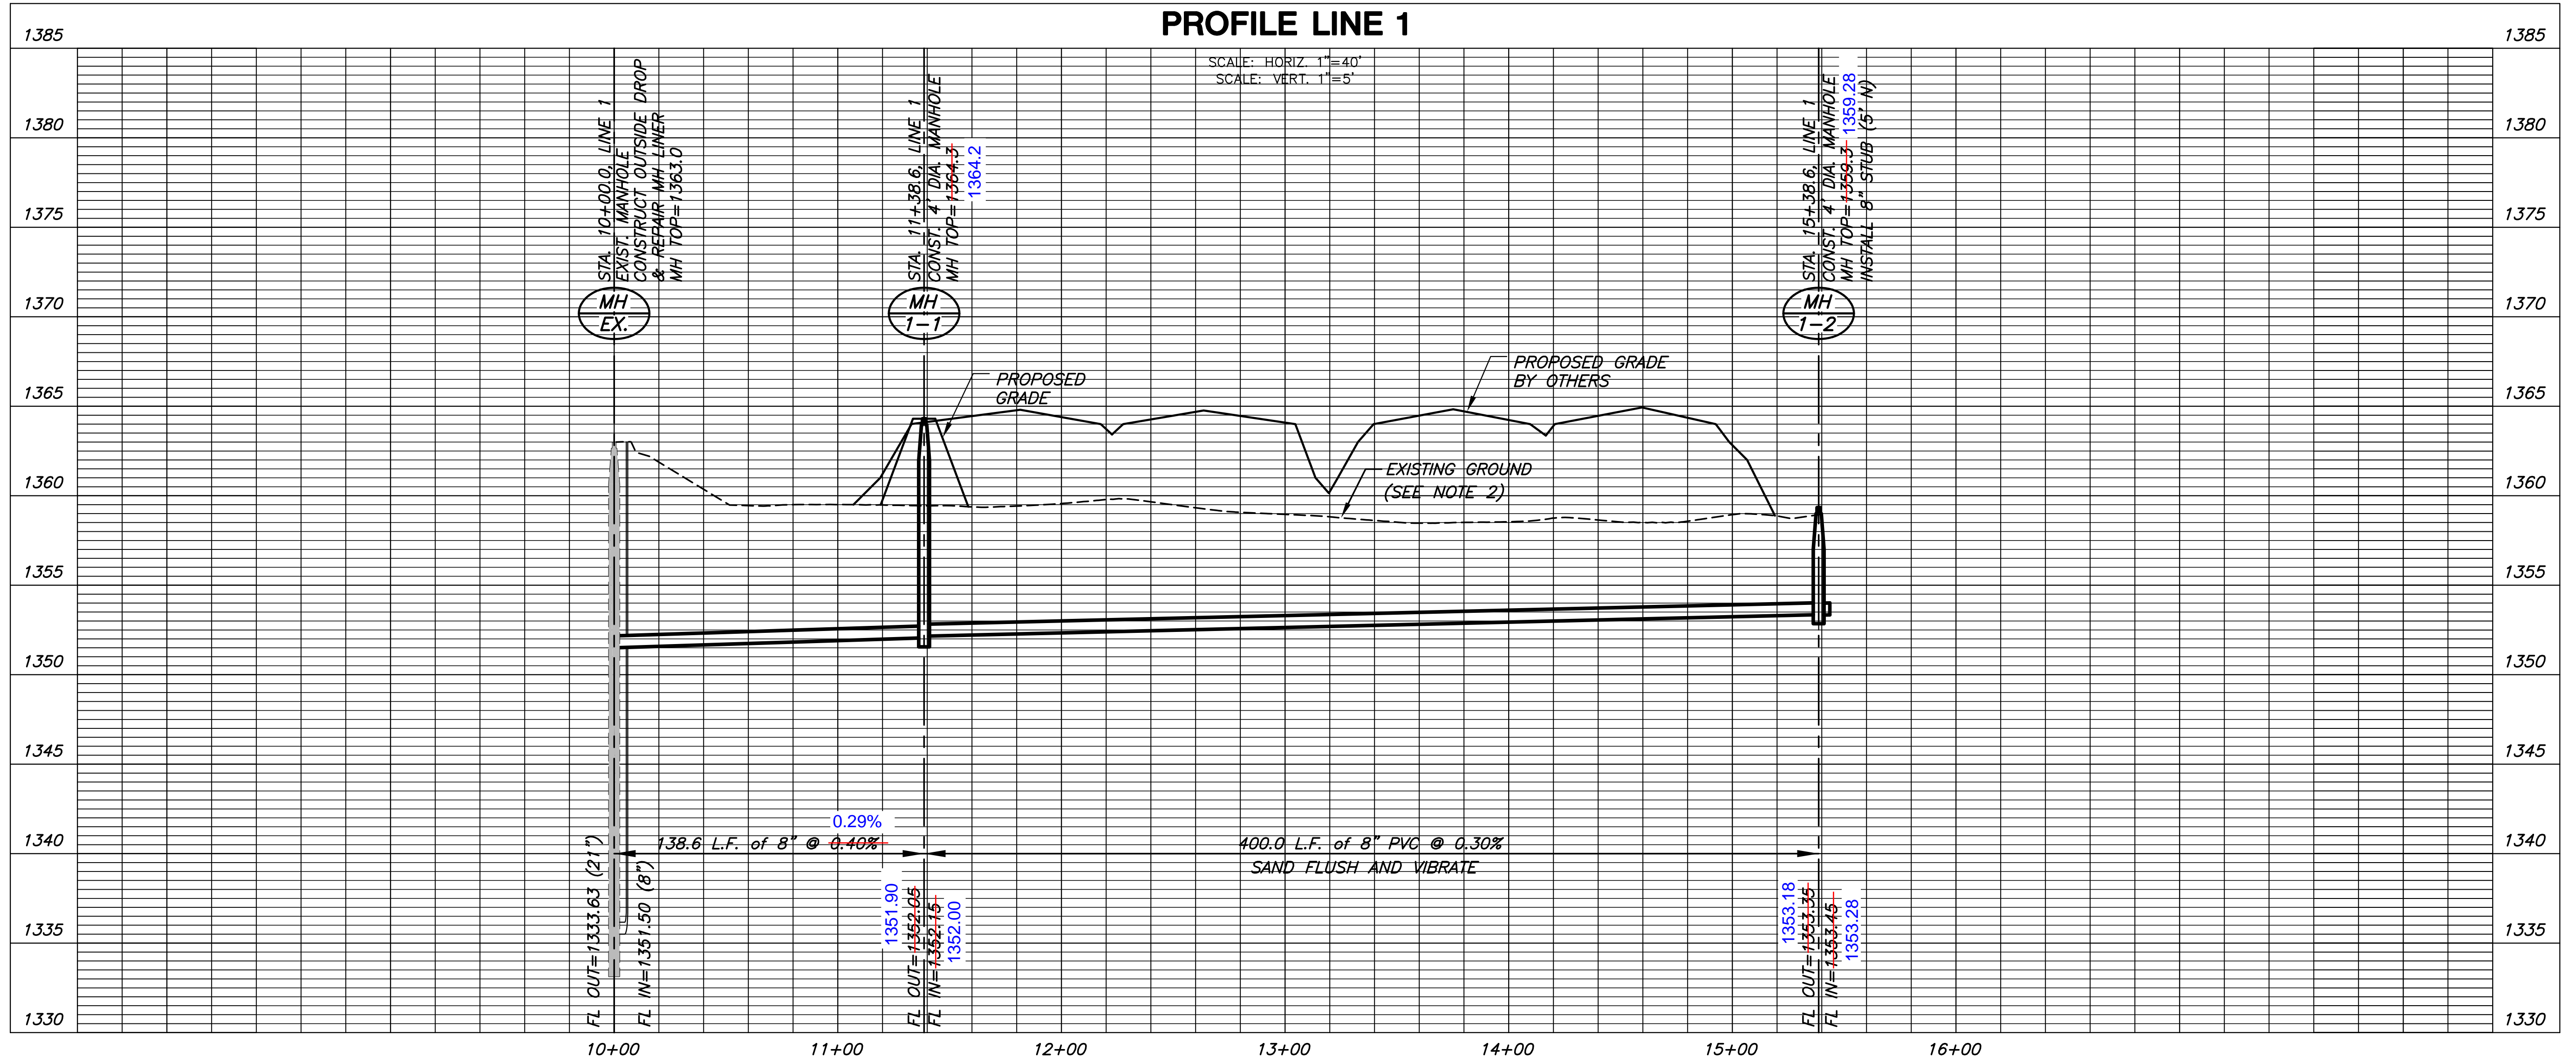 PROFILE LINE 1
SCALE: HORIZ. 1"=40'
SCALE: VERT. 1"=5'
1385
1380
1375
1370
1365
1360
1355
1350
1345
1340
1335
1330
STA. 10+00.0, LINE 1
EXIST. MANHOLE
CONSTRUCT OUTSIDE DROP
& REPAIR MH LINER
MH TOP=1363.0
MH
EX.
STA. 11+38.6, LINE 1
CONST. 4' DIA. MANHOLE
MH TOP=1364.3
1364.2
MH
1-1
STA. 15+38.6, LINE 1
CONST. 4' DIA. MANHOLE
MH TOP=1359.3 1359.28
INSTALL 8" STUB (5' N)
MH
1-2
PROPOSED
GRADE
PROPOSED GRADE
BY OTHERS
EXISTING GROUND
(SEE NOTE 2)
0.29%
138.6 L.F. of 8" @ 0.40%
400.0 L.F. of 8" PVC @ 0.30%
SAND FLUSH AND VIBRATE
FL OUT=1333.63 (21")
FL IN=1351.50 (8")
1351.90
FL OUT=1352.05
FL IN=1352.15
1352.00
1353.18
FL OUT=1353.35
FL IN=1353.45
1353.28
1385
1380
1375
1370
1365
1360
1355
1350
1345
1340
1335
1330
10+00
11+00
12+00
13+00
14+00
15+00
16+00